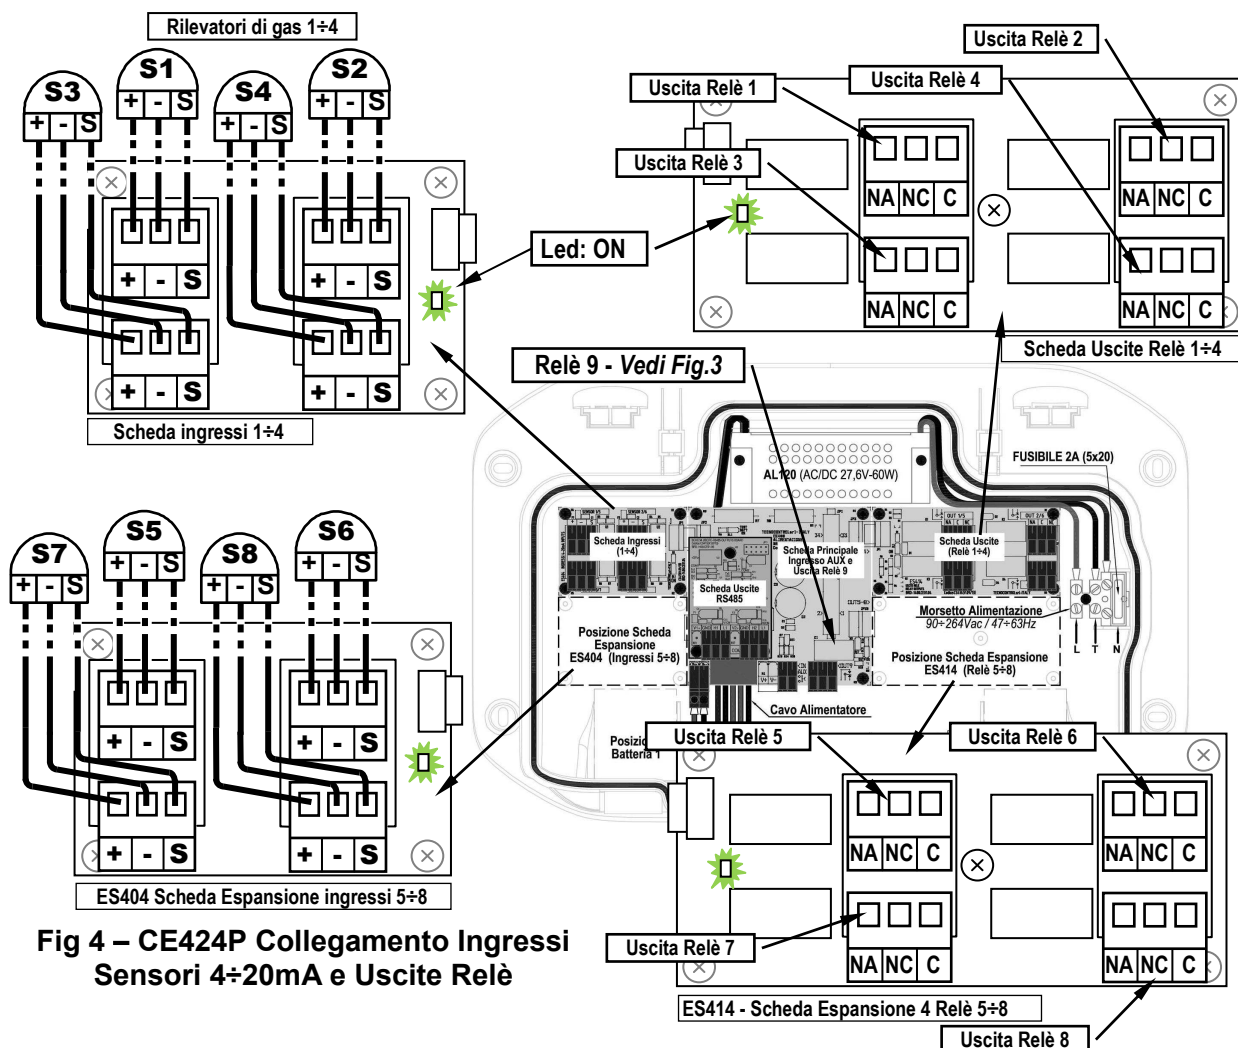 Rilevatori di gas 1÷4
S3
S1
S4
S2
+ - S
+ - S
+ - S
+ - S
+ - S
+ - S
+ - S
+ - S
Scheda ingressi 1÷4
Led: ON
Uscita Relè 2
Uscita Relè 4
Uscita Relè 1
Uscita Relè 3
NA NC C
NA NC C
NA NC C
NA NC C
Scheda Uscite Relè 1÷4
Relè 9 - Vedi Fig.3
FUSIBILE 2A (5x20)
AL120 (AC/DC 27,6V-60W)
Scheda Ingressi
(1÷4)
Scheda Principale
Ingresso AUX e
Uscita Relè 9
Scheda Uscite
(Relè 1÷4)
Scheda Uscite
RS485
Morsetto Alimentazione
90÷264Vac / 47÷63Hz
L T N
Posizione Scheda
Espansione
ES404 (Ingressi 5÷8)
Posizione Scheda Espansione
ES414 (Relè 5÷8)
Cavo Alimentatore
Posizio
Batteria 1
S7
S5
S8
S6
+ - S
+ - S
+ - S
+ - S
+ - S
+ - S
+ - S
+ - S
ES404 Scheda Espansione ingressi 5÷8
Uscita Relè 5
Uscita Relè 6
NA NC C
NA NC C
Uscita Relè 7
NA NC C
NA NC C
ES414 - Scheda Espansione 4 Relè 5÷8
Uscita Relè 8
Fig 4 – CE424P Collegamento Ingressi
Sensori 4÷20mA e Uscite Relè